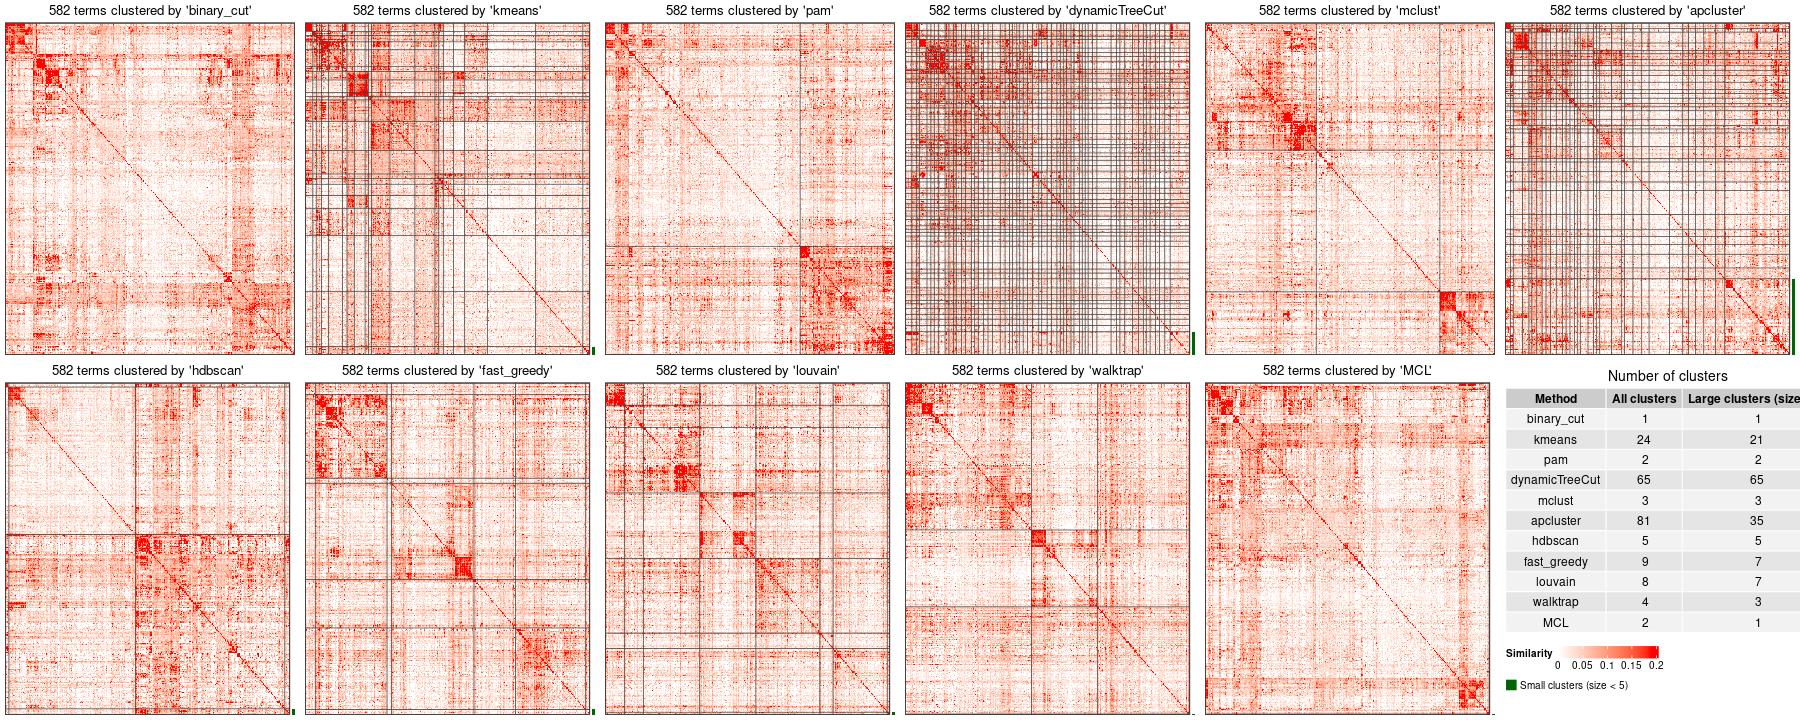 582 terms clustered by 'binary_cut'
582 terms clustered by 'kmeans'
582 terms clustered by 'pam'
582 terms clustered by 'dynamicTreeCut'
582 terms clustered by 'mclust'
582 terms clustered by 'apcluster'
582 terms clustered by 'hdbscan'
582 terms clustered by 'fast_greedy'
582 terms clustered by 'louvain'
582 terms clustered by 'walktrap'
582 terms clustered by 'MCL'
Number of clusters
Method All clusters Large clusters (size
binary_cut 1 1
kmeans 24 21
pam 2 2
dynamicTreeCut 65 65
mclust 3 3
apcluster 81 35
hdbscan 5 5
fast_greedy 9 7
louvain 8 7
walktrap 4 3
MCL 2 1
Similarity
0 0.05 0.1 0.15 0.2
Small clusters (size < 5)